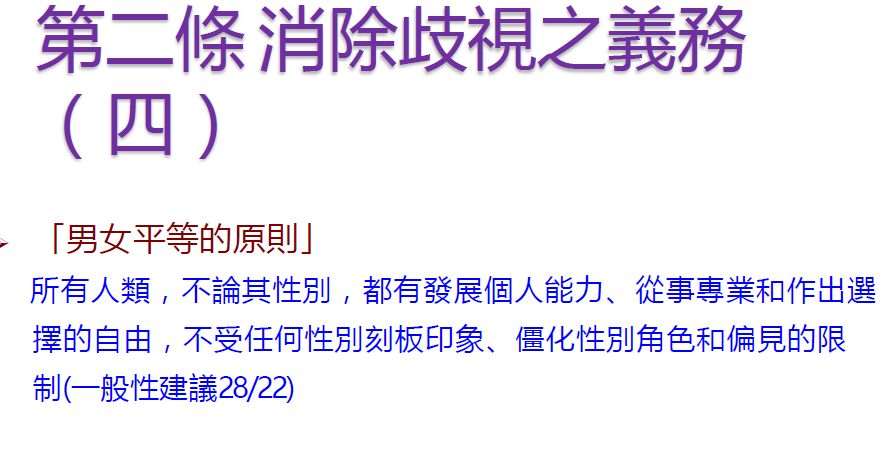 第二條 消除歧視之義務
（四）
「男女平等的原則」
所有人類，不論其性別，都有發展個人能力、從事專業和作出選
擇的自由，不受任何性別刻板印象、僵化性別角色和偏見的限
制(一般性建議28/22)